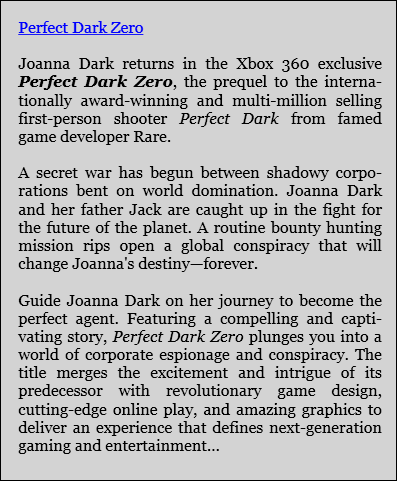 Perfect Dark Zero
Joanna Dark returns in the Xbox 360 exclusive
Perfect Dark Zero, the prequel to the interna-
tionally award-winning and multi-million selling
first-person shooter Perfect Dark from famed
game developer Rare.
A secret war has begun between shadowy corpo-
rations bent on world domination. Joanna Dark
and her father Jack are caught up in the fight for
the future of the planet. A routine bounty hunting
mission rips open a global conspiracy that will
change Joanna's destiny—forever.
Guide Joanna Dark on her journey to become the
perfect agent. Featuring a compelling and capti-
vating story, Perfect Dark Zero plunges you into a
world of corporate espionage and conspiracy. The
title merges the excitement and intrigue of its
predecessor with revolutionary game design,
cutting-edge online play, and amazing graphics to
deliver an experience that defines next-generation
gaming and entertainment...